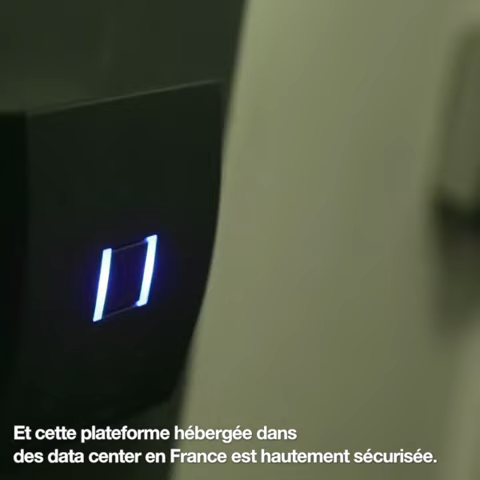 Et cette plateforme hébergée dans
des data center en France est hautement sécurisée.